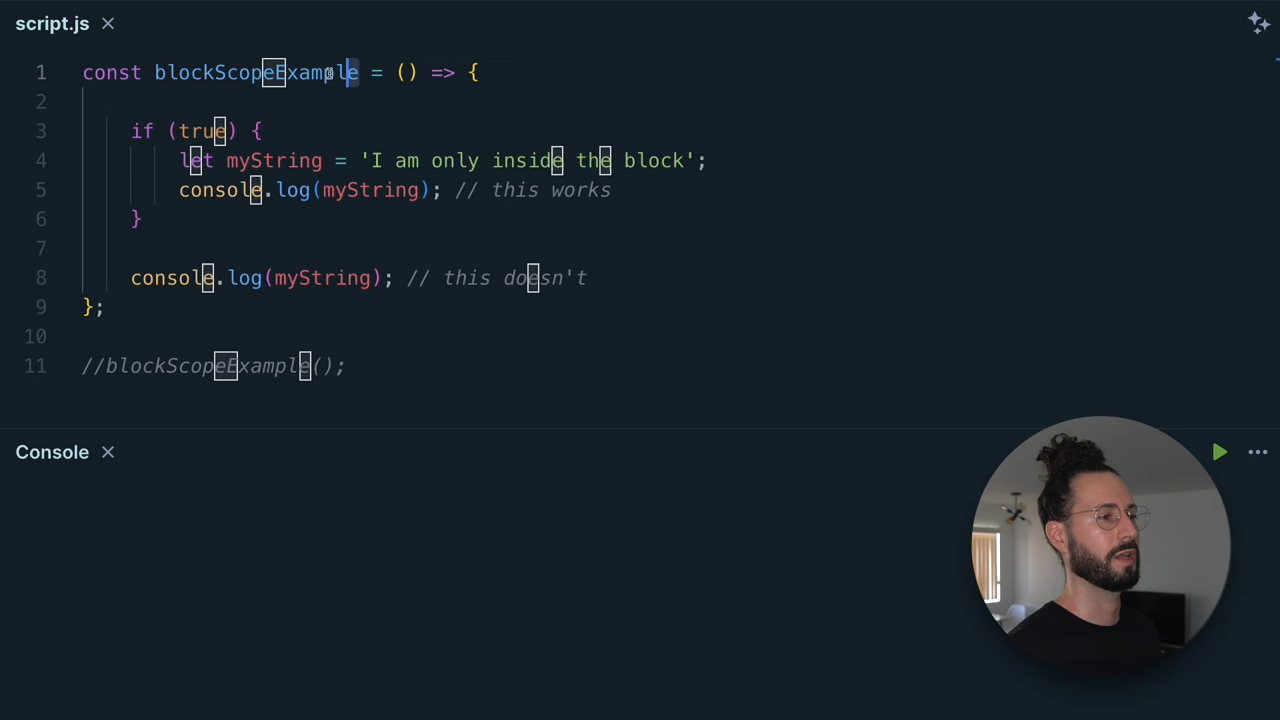 script.js
1 const blockScopeExample = () => {
2
3 if (true) {
4 let myString = 'I am only inside the block';
5 console.log(myString); // this works
6 }
7
8 console.log(myString); // this doesn't
9 };
10
11 //blockScopeExample();
Console